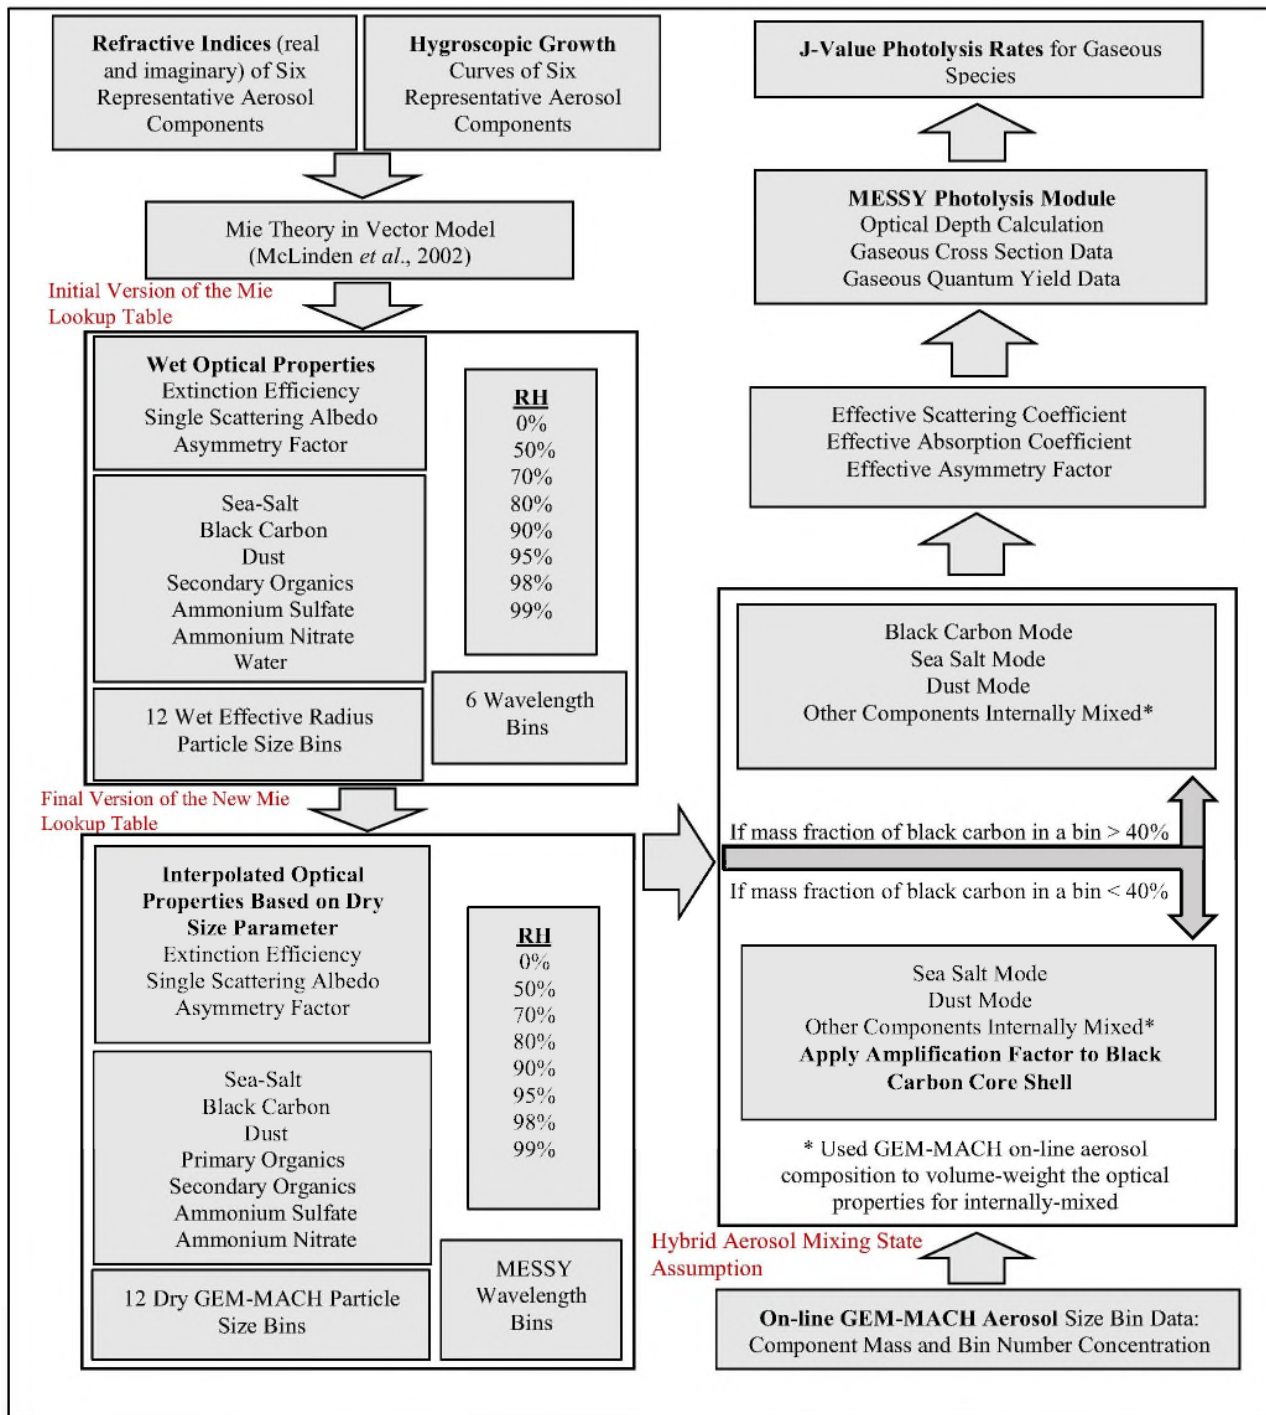 Refractive Indices (real
and imaginary) of Six
Representative Aerosol
Components
Hygroscopic Growth
Curves of Six
Representative Aerosol
Components
Mie Theory in Vector Model
(McLinden et al., 2002)
Initial Version of the Mie
Lookup Table
Wet Optical Properties
Extinction Efficiency
Single Scattering Albedo
Asymmetry Factor
Sea-Salt
Black Carbon
Dust
Secondary Organics
Ammonium Sulfate
Ammonium Nitrate
Water
12 Wet Effective Radius
Particle Size Bins
RH
0%
50%
70%
80%
90%
95%
98%
99%
6 Wavelength
Bins
Final Version of the New Mie
Lookup Table
Interpolated Optical
Properties Based on Dry
Size Parameter
Extinction Efficiency
Single Scattering Albedo
Asymmetry Factor
Sea-Salt
Black Carbon
Dust
Primary Organics
Secondary Organics
Ammonium Sulfate
Ammonium Nitrate
12 Dry GEM-MACH Particle
Size Bins
RH
0%
50%
70%
80%
90%
95%
98%
99%
MESSY
Wavelength
Bins
J-Value Photolysis Rates for Gaseous
Species
MESSY Photolysis Module
Optical Depth Calculation
Gaseous Cross Section Data
Gaseous Quantum Yield Data
Effective Scattering Coefficient
Effective Absorption Coefficient
Effective Asymmetry Factor
Black Carbon Mode
Sea Salt Mode
Dust Mode
Other Components Internally Mixed*
If mass fraction of black carbon in a bin > 40%
If mass fraction of black carbon in a bin < 40%
Sea Salt Mode
Dust Mode
Other Components Internally Mixed*
Apply Amplification Factor to Black
Carbon Core Shell
* Used GEM-MACH on-line aerosol
composition to volume-weight the optical
properties for internally-mixed
Hybrid Aerosol Mixing State
Assumption
On-line GEM-MACH Aerosol Size Bin Data:
Component Mass and Bin Number Concentration